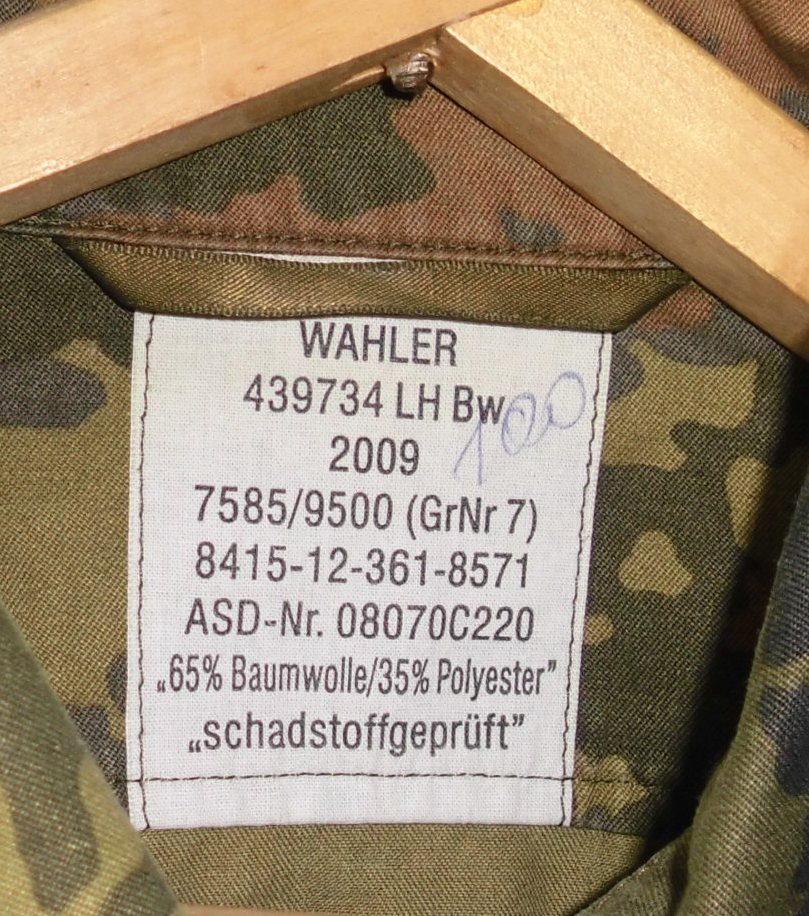 WAHLER
439734 LH Bw
100
2009
7585/9500 (GrNr 7)
8415-12-361-8571
ASD-Nr. 08070C220
„65% Baumwolle/35% Polyester”
„schadstoffgeprüft”